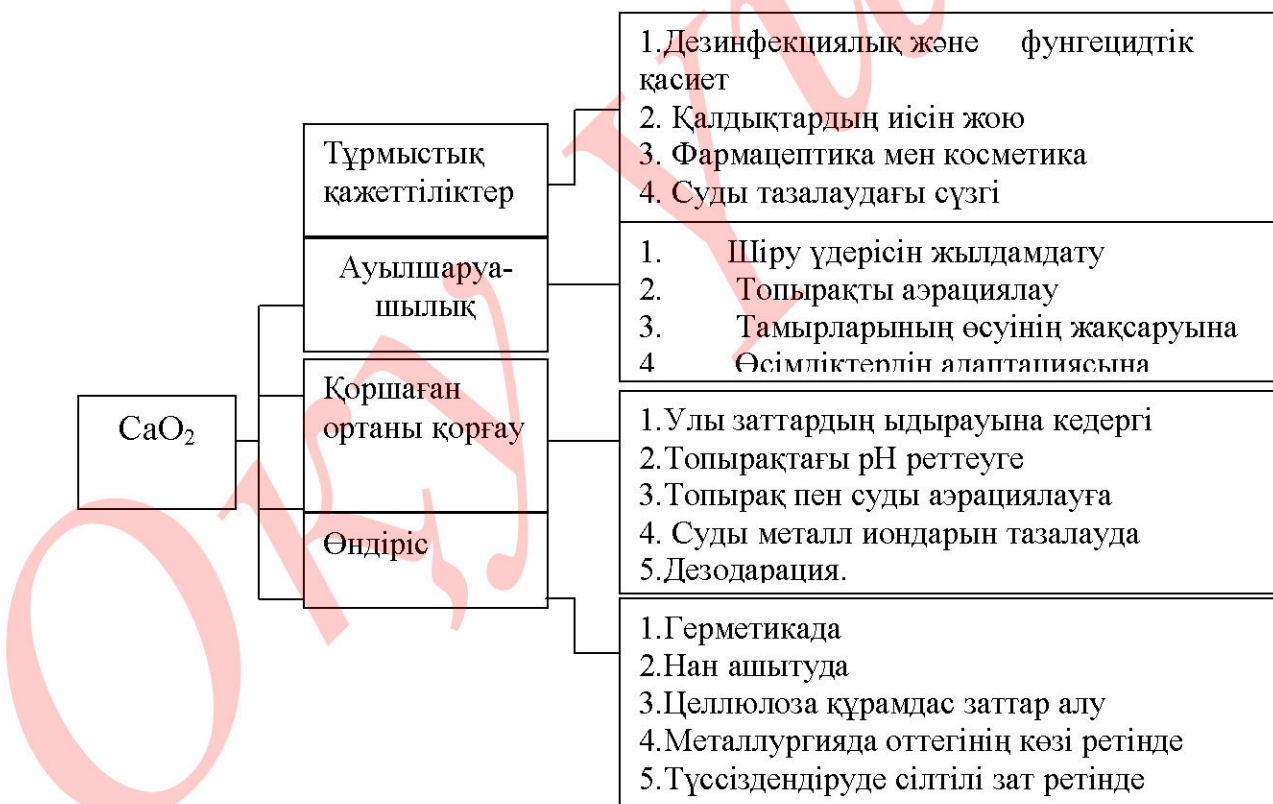 1.Дезинфекциялық және фунгецидтік
қасиет
2. Қалдықтардың иісін жою
3. Фармацептика мен косметика
4. Суды тазалаудағы сүзгі
Тұрмыстық
қажеттіліктер
1. Шіру үдерісін жылдамдату
2. Топырақты аэрациялау
3. Тамырларының өсуінің жақсаруына
4 Өсімліктерлін алаптациясына
Ауылшаруа-
шылық
Қоршаған
ортаны қорғау
CaO₂
1.Улы заттардың ыдырауына кедергі
2.Топырақтағы рН реттеуге
3.Топырақ пен суды аэрациялауға
4. Суды металл иондарын тазалауда
5.Дезодарация.
Өндіріс
1.Герметикада
2.Нан ашытуда
3.Целлюлоза құрамдас заттар алу
4.Металлургияда оттегінің көзі ретінде
5.Түссіздендіруде сілтілі зат ретінде